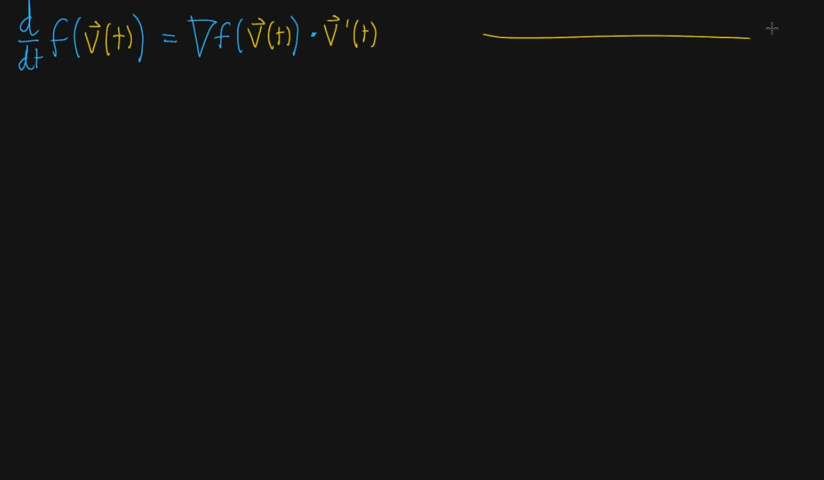 d/dt f(v⃗(t)) = ∇f(v⃗(t)) · v⃗'(t)